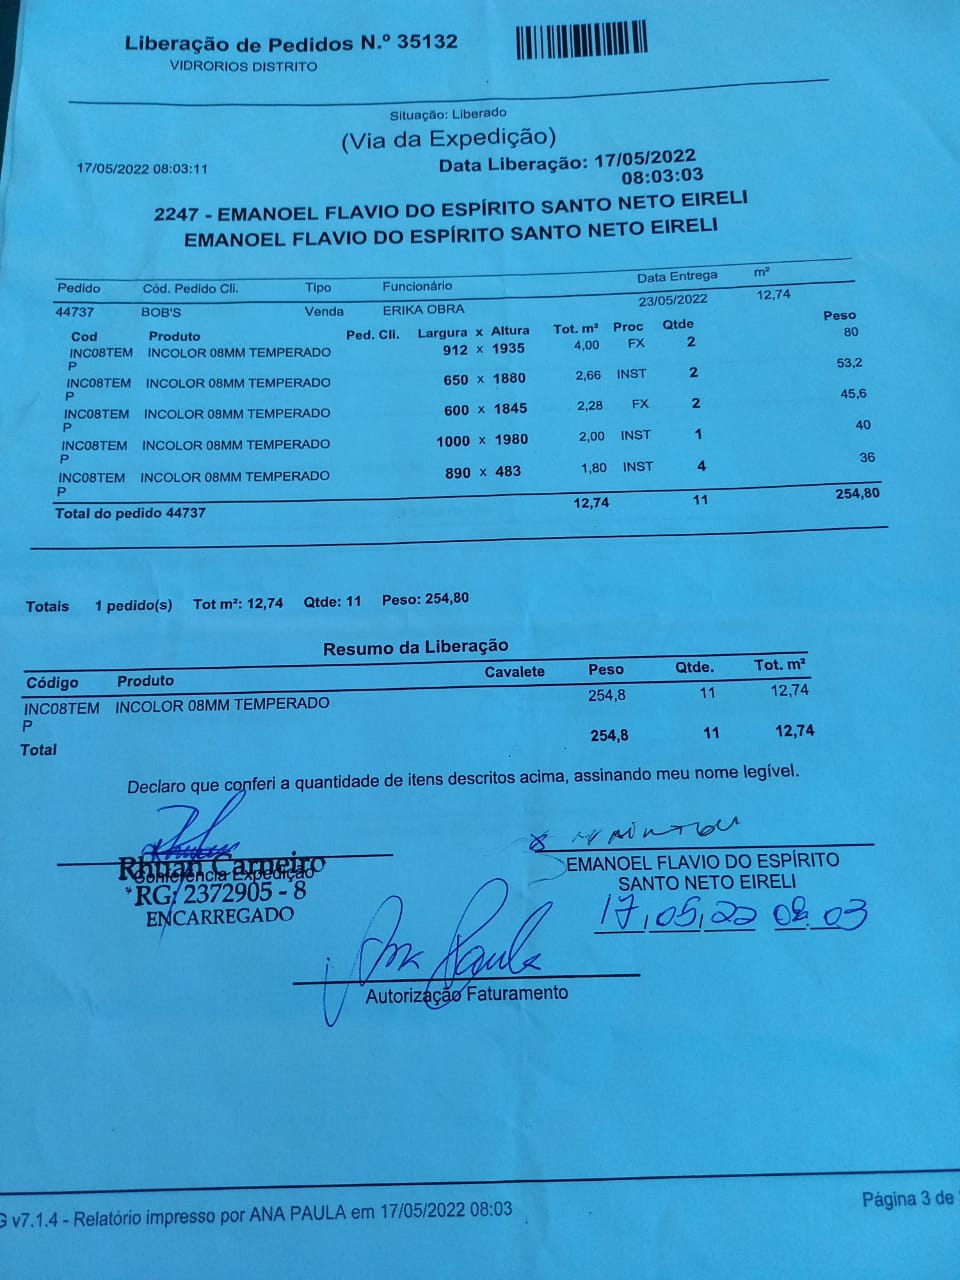 Liberação de Pedidos N.º 35132
VIDRORIOS DISTRITO
Situação: Liberado
(Via da Expedição)
17/05/2022 08:03:11
Data Liberação: 17/05/2022
08:03:03
2247 - EMANOEL FLAVIO DO ESPÍRITO SANTO NETO EIRELI
EMANOEL FLAVIO DO ESPÍRITO SANTO NETO EIRELI
Pedido Cód. Pedido Cli. Tipo Funcionário Data Entrega m²
44737 BOB'S Venda ERIKA OBRA 23/05/2022 12,74
Cod Produto Ped. Cli. Largura x Altura Tot. m² Proc Qtde Peso
INC08TEM INCOLOR 08MM TEMPERADO 912 x 1935 4,00 FX 2 80
P
INC08TEM INCOLOR 08MM TEMPERADO 650 x 1880 2,66 INST 2 53,2
P
INC08TEM INCOLOR 08MM TEMPERADO 600 x 1845 2,28 FX 2 45,6
P
INC08TEM INCOLOR 08MM TEMPERADO 1000 x 1980 2,00 INST 1 40
P
INC08TEM INCOLOR 08MM TEMPERADO 890 x 483 1,80 INST 4 36
P
Total do pedido 44737 12,74 11 254,80
Totais 1 pedido(s) Tot m²: 12,74 Qtde: 11 Peso: 254,80
Resumo da Liberação
Código Produto Cavalete Peso Qtde. Tot. m²
INC08TEM INCOLOR 08MM TEMPERADO 254,8 11 12,74
P
Total 254,8 11 12,74
Declaro que conferi a quantidade de itens descritos acima, assinando meu nome legível.
Rhuan Carneiro
Conferência Expedição
RG: 2372905 - 8
ENCARREGADO
EMANOEL FLAVIO DO ESPÍRITO
SANTO NETO EIRELI
17,05,22 08:03
Ana Paula
Autorização Faturamento
G v7.1.4 - Relatório impresso por ANA PAULA em 17/05/2022 08:03
Página 3 de